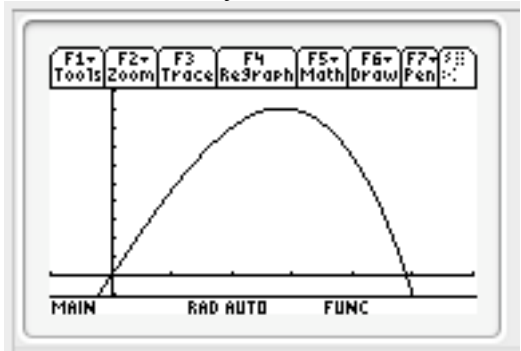 F1 F2 F3 F4 F5 F6 F7
Tools Zoom Trace ReGraph Math Draw Pen
MAIN RAD AUTO FUNC